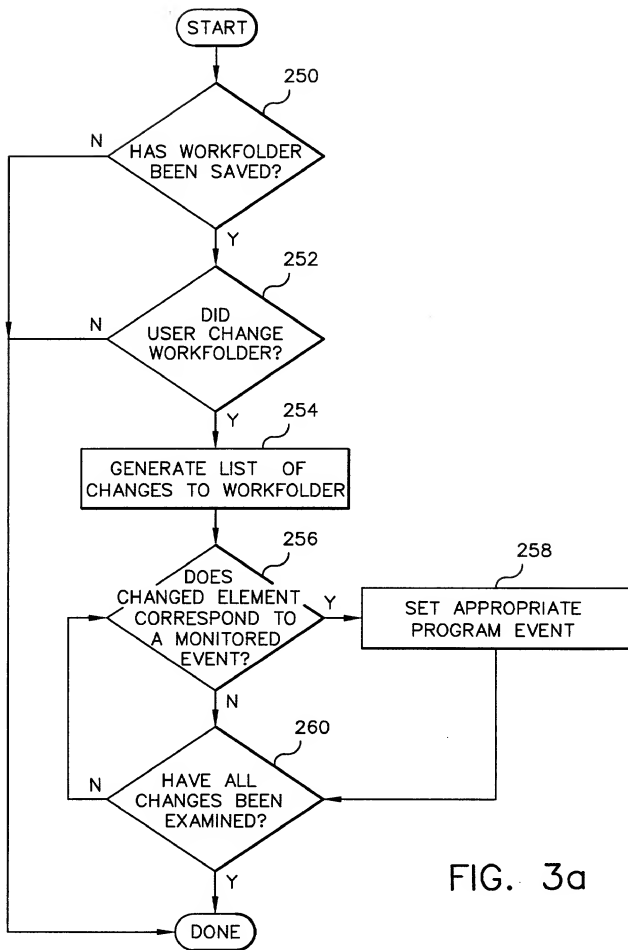 START
250
N
HAS WORKFOLDER
BEEN SAVED?
Y
252
N
DID
USER CHANGE
WORKFOLDER?
Y
254
GENERATE LIST OF
CHANGES TO WORKFOLDER
256
DOES
CHANGED ELEMENT
CORRESPOND TO
A MONITORED
EVENT?
Y
258
SET APPROPRIATE
PROGRAM EVENT
N
260
N
HAVE ALL
CHANGES BEEN
EXAMINED?
Y
DONE
FIG. 3a